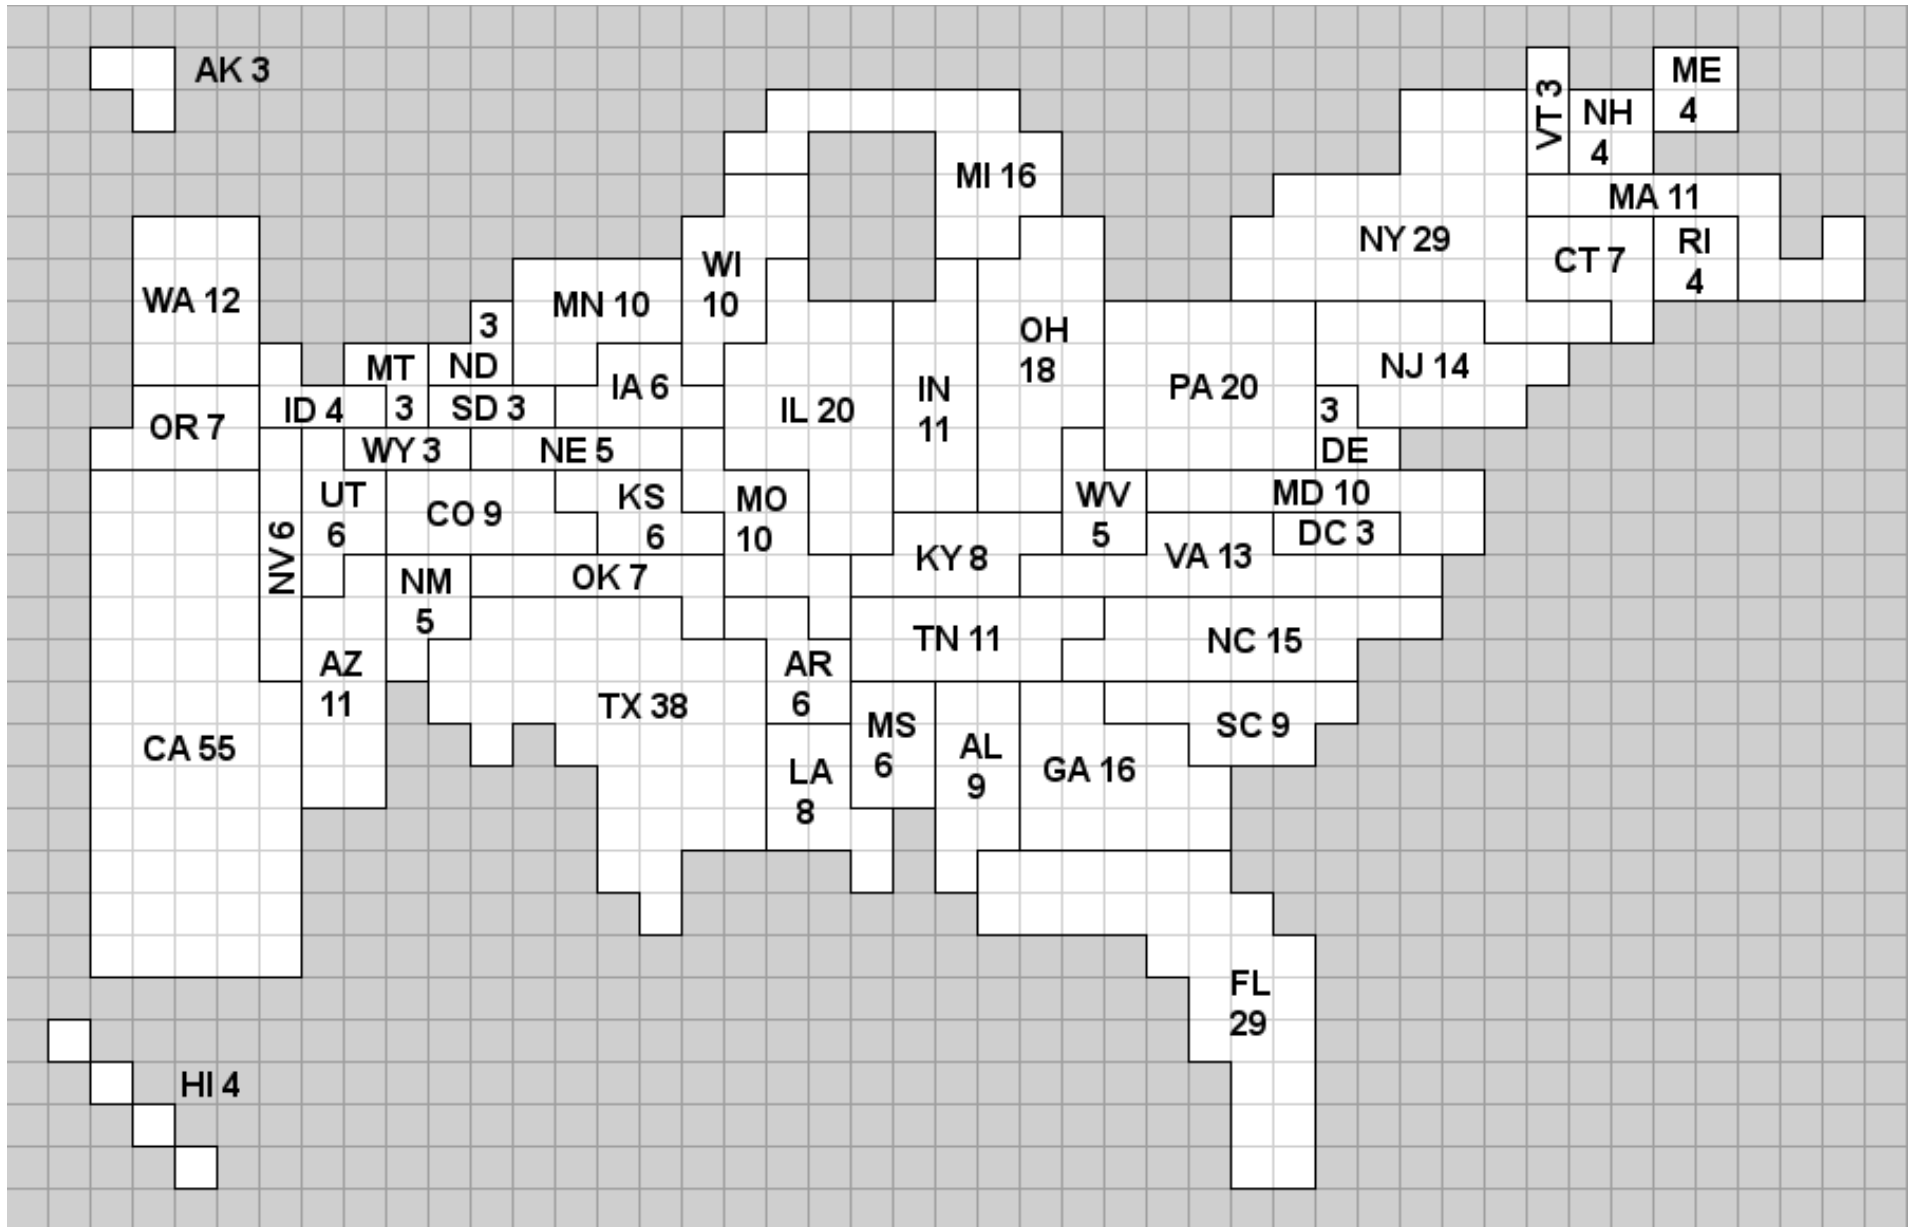 AK 3
ME
4
VT 3
NH
4
MI 16
MA 11
NY 29
CT 7
RI
4
WA 12
WI
10
MN 10
3
ND
OH
18
MT
3
NJ 14
IA 6
PA 20
ID 4
SD 3
IL 20
IN
11
3
DE
OR 7
WY 3
NE 5
UT
6
CO 9
KS
6
MO
10
WV
5
MD 10
DC 3
NV 6
KY 8
VA 13
NM
5
OK 7
TN 11
NC 15
AZ
11
AR
6
TX 38
MS
6
SC 9
CA 55
LA
8
AL
9
GA 16
FL
29
HI 4